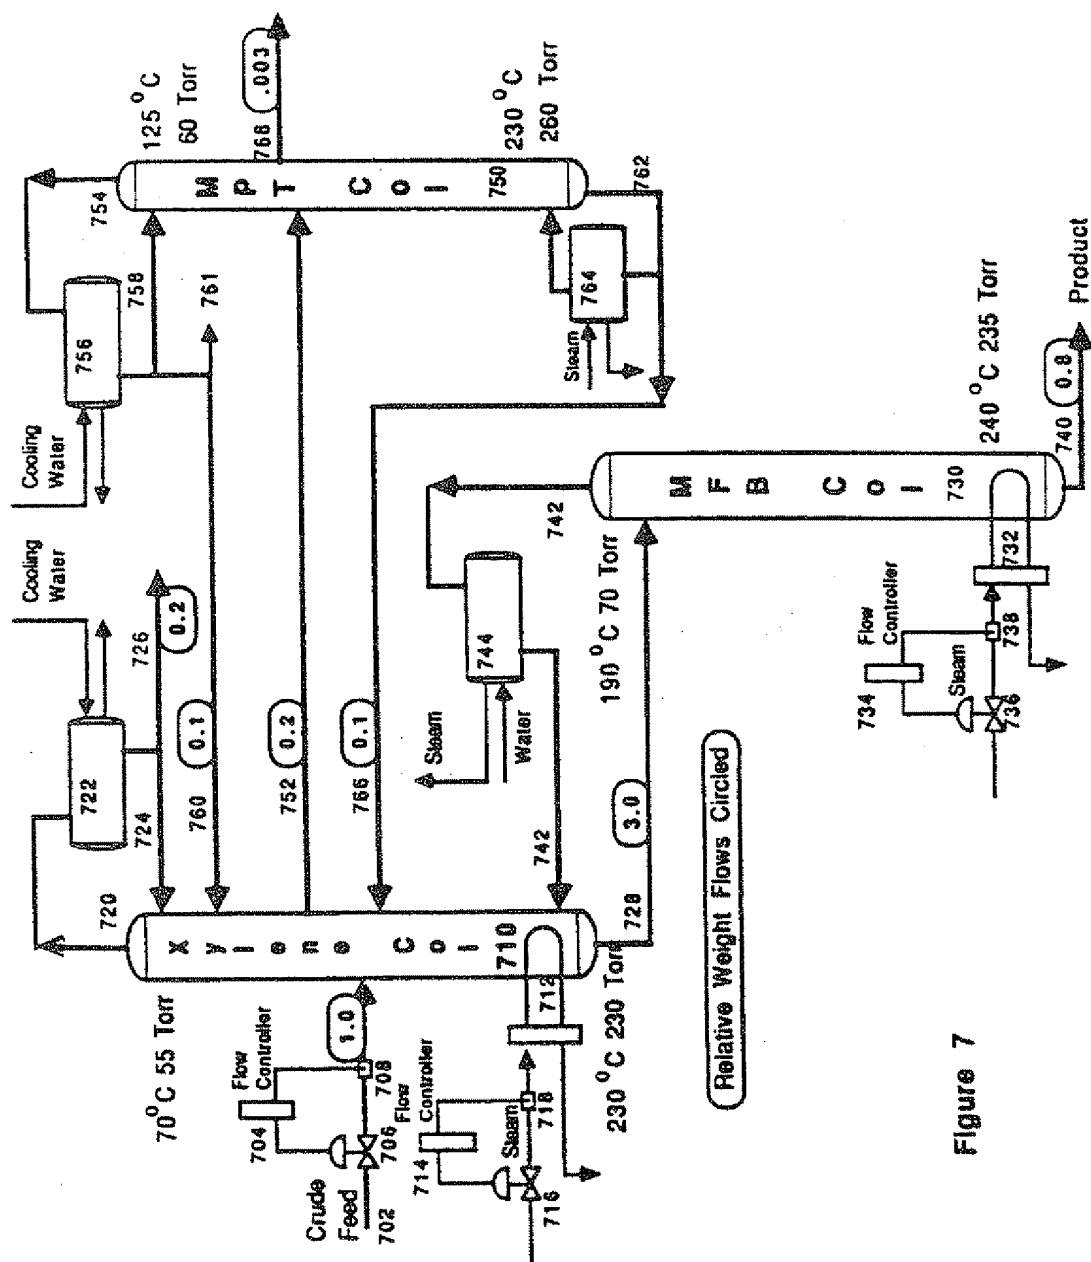 Cooling
Water
Cooling
Water
720
722
724
726
0.2
754
756
758
761
125 °C
60 Torr
768
.003
0.1
760
0.2
752
0.1
766
M
P
T
C
o
l
750
230 °C
260 Torr
762
764
Steam
70°C 55 Torr
X
y
l
e
n
e
C
o
l
710
712
230 °C 230 Torr
Flow
Controller
704
Crude
Feed
702
706
708
1.0
Flow
Controller
714
Steam
716
718
Steam
Water
744
742
742
728
3.0
190 °C 70 Torr
M
F
B
C
o
l
730
732
240 °C 235 Torr
740
0.8
Product
Flow
Controller
734
Steam
736
738
Relative Weight Flows Circled
Figure 7